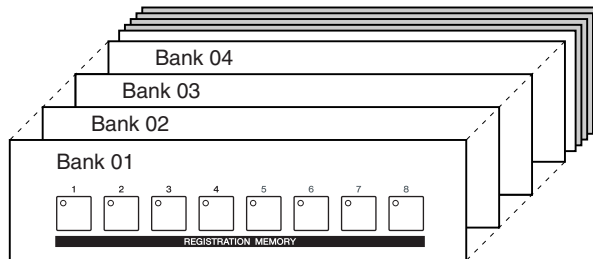 Bank 04
Bank 03
Bank 02
Bank 01
1 2 3 4 5 6 7 8
REGISTRATION MEMORY